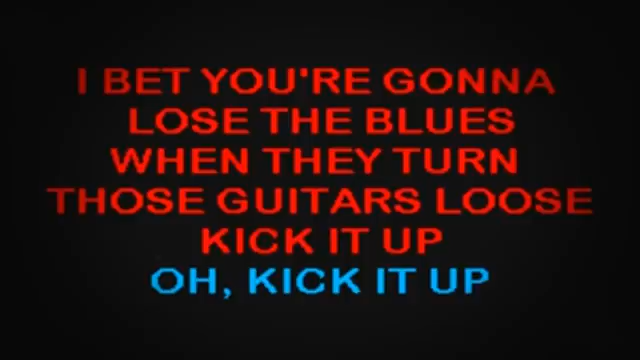 I BET YOU'RE GONNA
LOSE THE BLUES
WHEN THEY TURN
THOSE GUITARS LOOSE
KICK IT UP
OH, KICK IT UP